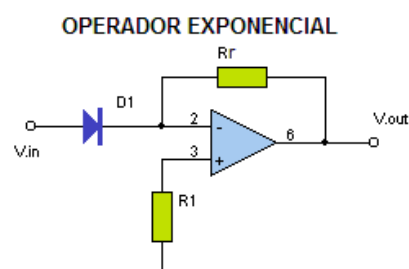 OPERADOR EXPONENCIAL
Rr
D1
2
-
6
V.out
V.in
3
+
R1